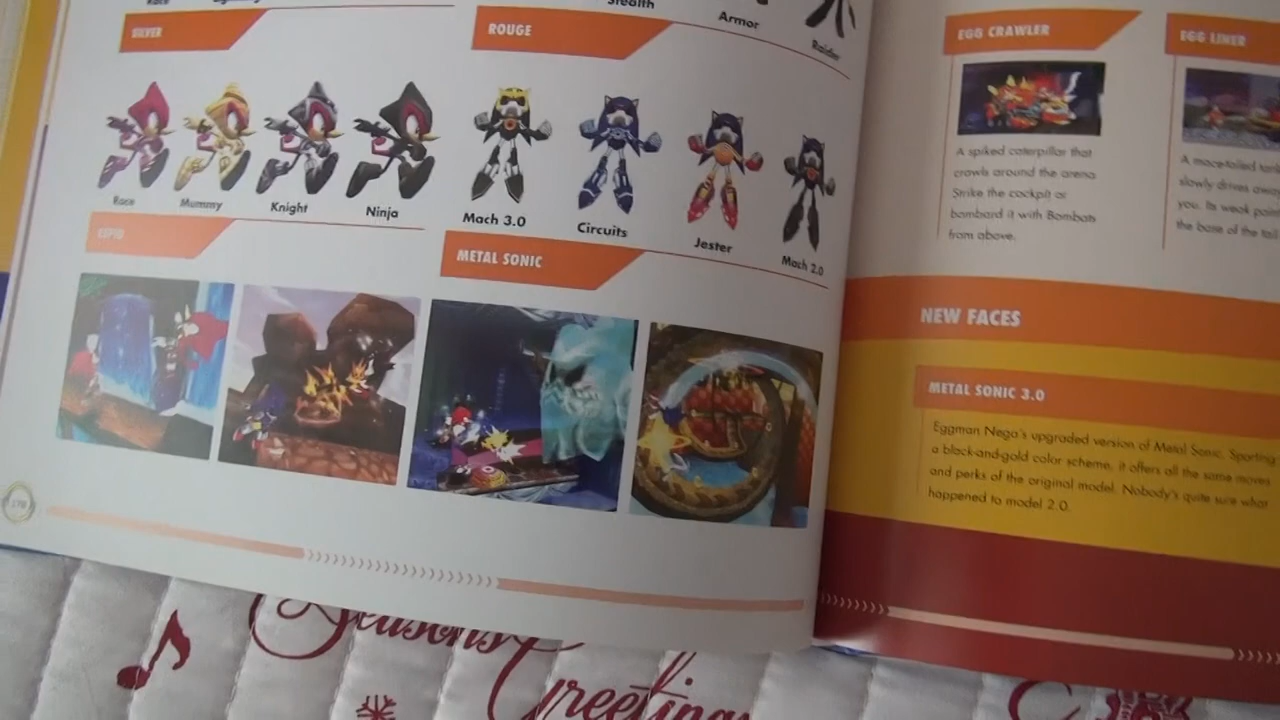 Race
Stealth
Armor
Raider
SILVER
ROUGE
Race
Mummy
Knight
Ninja
Mach 3.0
Circuits
Jester
Mach 2.0
ESPIO
METAL SONIC
EGG CRAWLER
A spiked caterpillar that
crawls around the arena.
Strike the cockpit or
bombard it with Bombats
from above.
EGG LINER
A mace-tailed
slowly drives away
you. Its weak point
the base of the tail
NEW FACES
METAL SONIC 3.0
Eggman Nega's upgraded version of Metal Sonic. Sporting
a black-and-gold color scheme, it offers all the same moves
and perks of the original model. Nobody's quite sure what
happened to model 2.0.
Seasons
Greetings